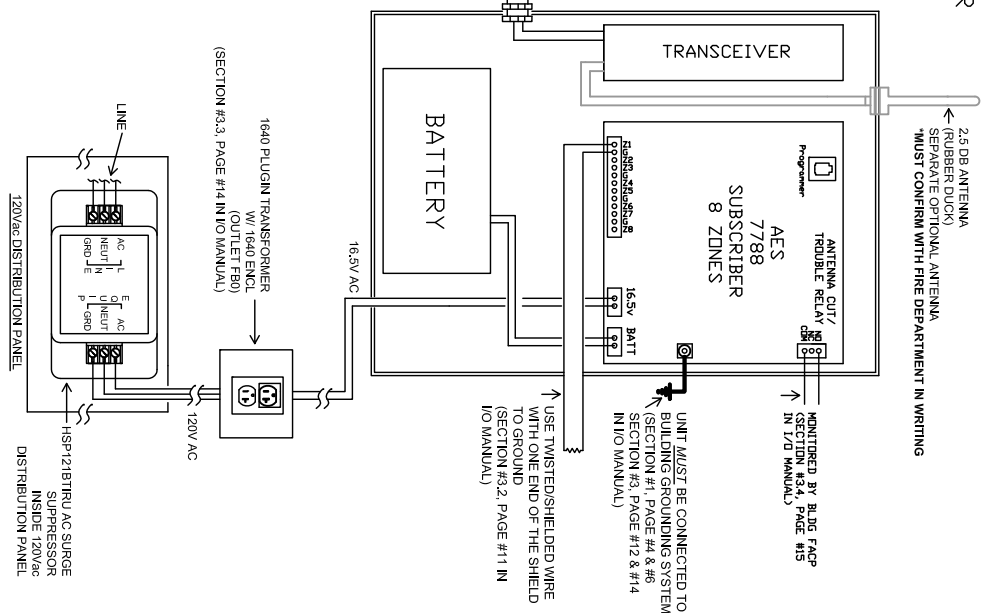 R
2.5 DB ANTENNA
(RUBBER DUCK)
SEPARATE OPTIONAL ANTENNA
*MUST CONFIRM WITH FIRE DEPARTMENT IN WRITING
TRANSCEIVER
BATTERY
Programmer
ANTENNA CUT/
TROUBLE RELAY
NO
NC
COM
AES
7788
SUBSCRIBER
8 ZONES
Z1
G
Z2
Z3
G
Z4
Z5
G
Z6
Z7
G
Z8
16.5v
BATT
MONITORED BY BLDG FACP
(SECTION #3.4, PAGE #15
IN I/O MANUAL)
UNIT MUST BE CONNECTED TO
BUILDING GROUNDING SYSTEM
(SECTION #1, PAGE #4 & #6
SECTION #3, PAGE #12 & #14
IN I/O MANUAL)
USE TWISTED/SHIELDED WIRE
WITH ONE END OF THE SHIELD
TO GROUND
(SECTION #3.2, PAGE #11 IN
I/O MANUAL)
1640 PLUGIN TRANSFORMER
W/ 1640 ENCL
(OUTLET FB0)
(SECTION #3.3, PAGE #14 IN I/O MANUAL)
16.5V AC
120V AC
LINE
AC
NEUT
GRD
LINE
EQUIP
AC
NEUT
GRD
HSP121BTIRU AC SURGE
SUPPRESSOR
INSIDE 120Vac
DISTRIBUTION PANEL
120Vac DISTRIBUTION PANEL